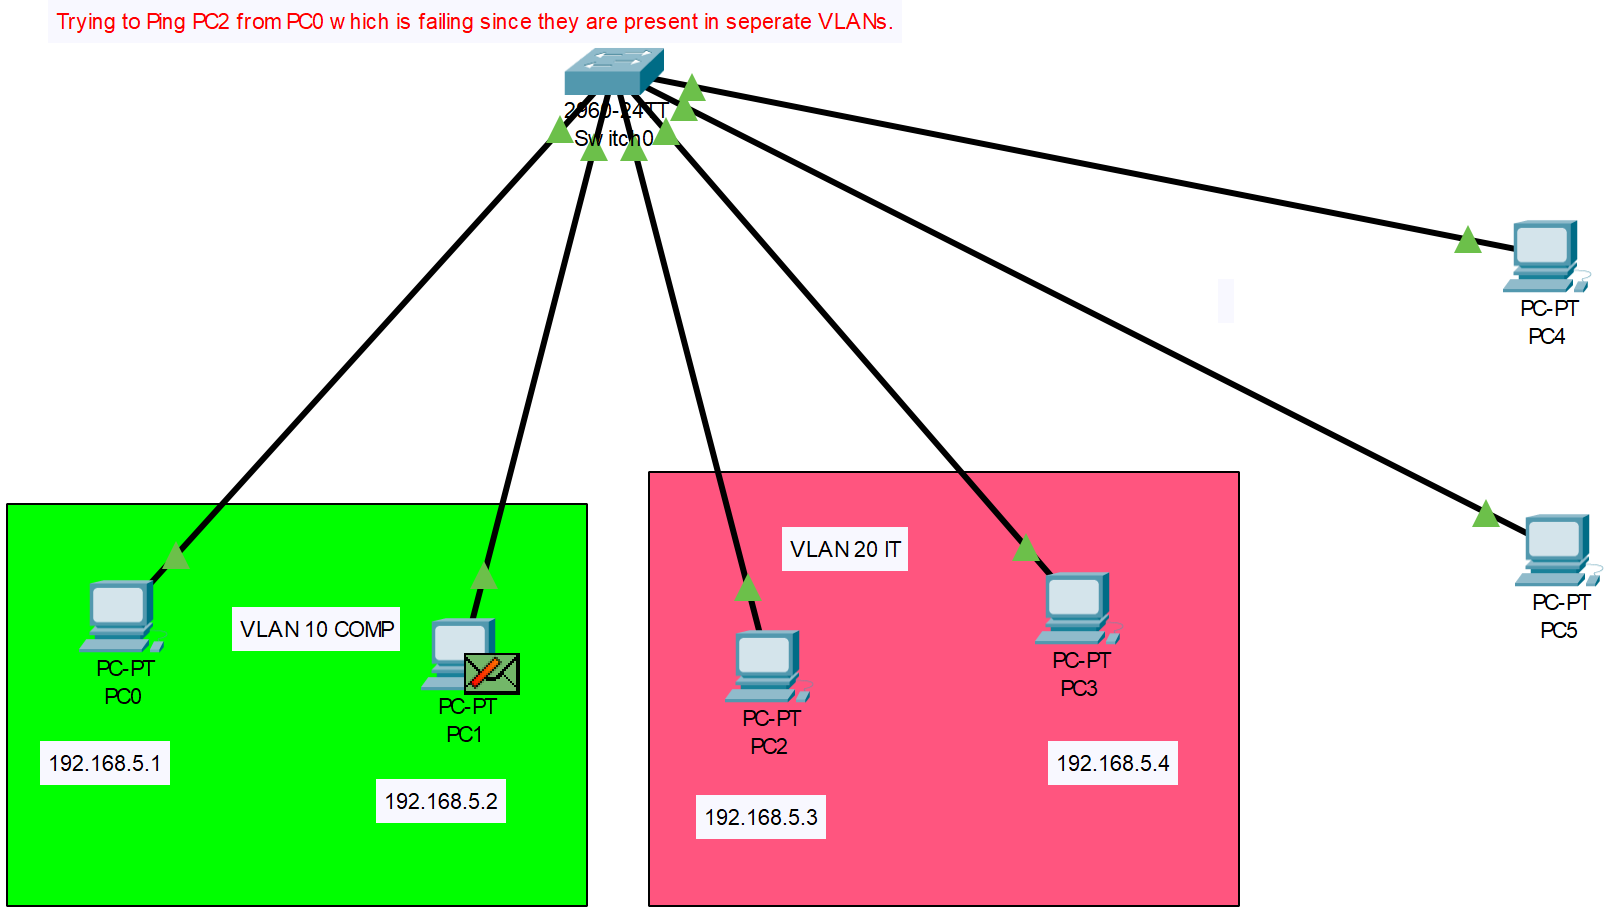 Trying to Ping PC2 from PC0 which is failing since they are present in seperate VLANs.
2960-24TT
Switch0
PC-PT
PC4
VLAN 20 IT
PC-PT
PC5
VLAN 10 COMP
PC-PT
PC0
PC-PT
PC1
PC-PT
PC2
PC-PT
PC3
192.168.5.1
192.168.5.2
192.168.5.3
192.168.5.4